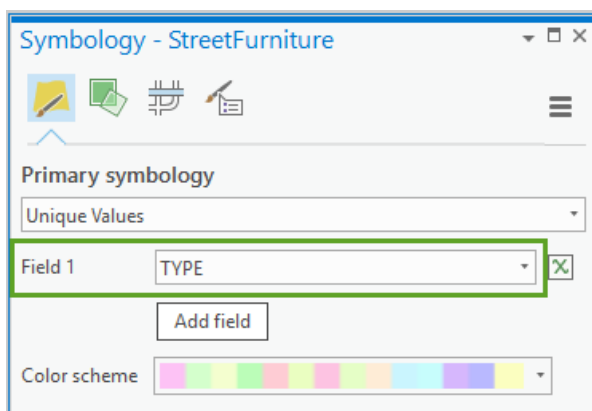 Symbology - StreetFurniture
Primary symbology
Unique Values
Field 1 TYPE
Add field
Color scheme